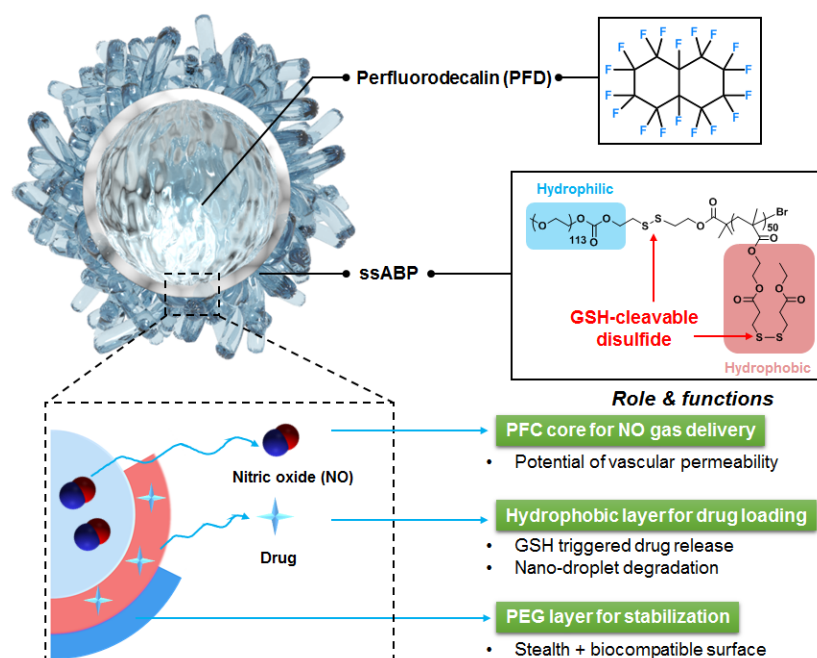 Perfluorodecalin (PFD)
F F F F
F F F F
F F F F
F F F F F F
Hydrophilic
O O O O S S O O Br
113 O O 50
O O
O O
O O
O O
GSH-cleavable
disulfide
S S
Hydrophobic
ssABP
Role & functions
PFC core for NO gas delivery
• Potential of vascular permeability
Nitric oxide (NO)
Hydrophobic layer for drug loading
• GSH triggered drug release
• Nano-droplet degradation
Drug
PEG layer for stabilization
• Stealth + biocompatible surface